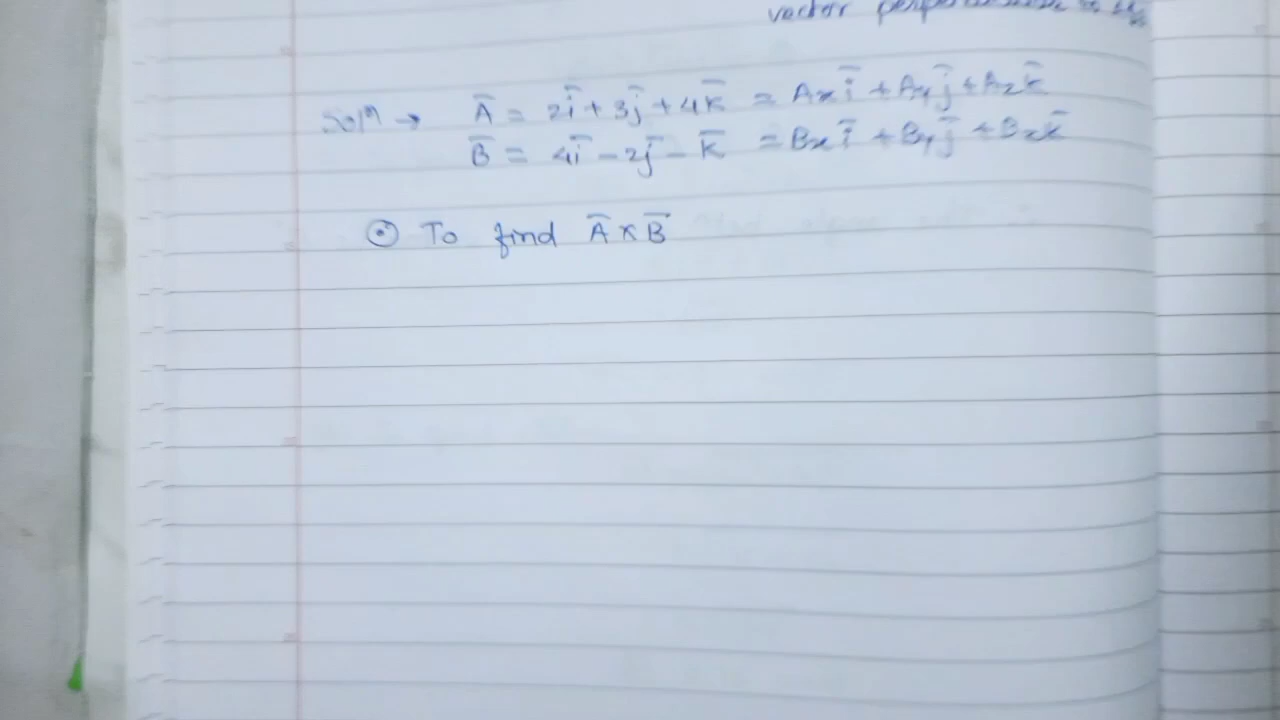 vector
Soln → A̅ = 2i̅ + 3j̅ + 4k̅ = Axi̅ + Ayj̅ + Azk̅
B̅ = 4i̅ - 2j̅ - k̅ = Bxi̅ + Byj̅ + Bzk̅
⊙ To find A̅ × B̅